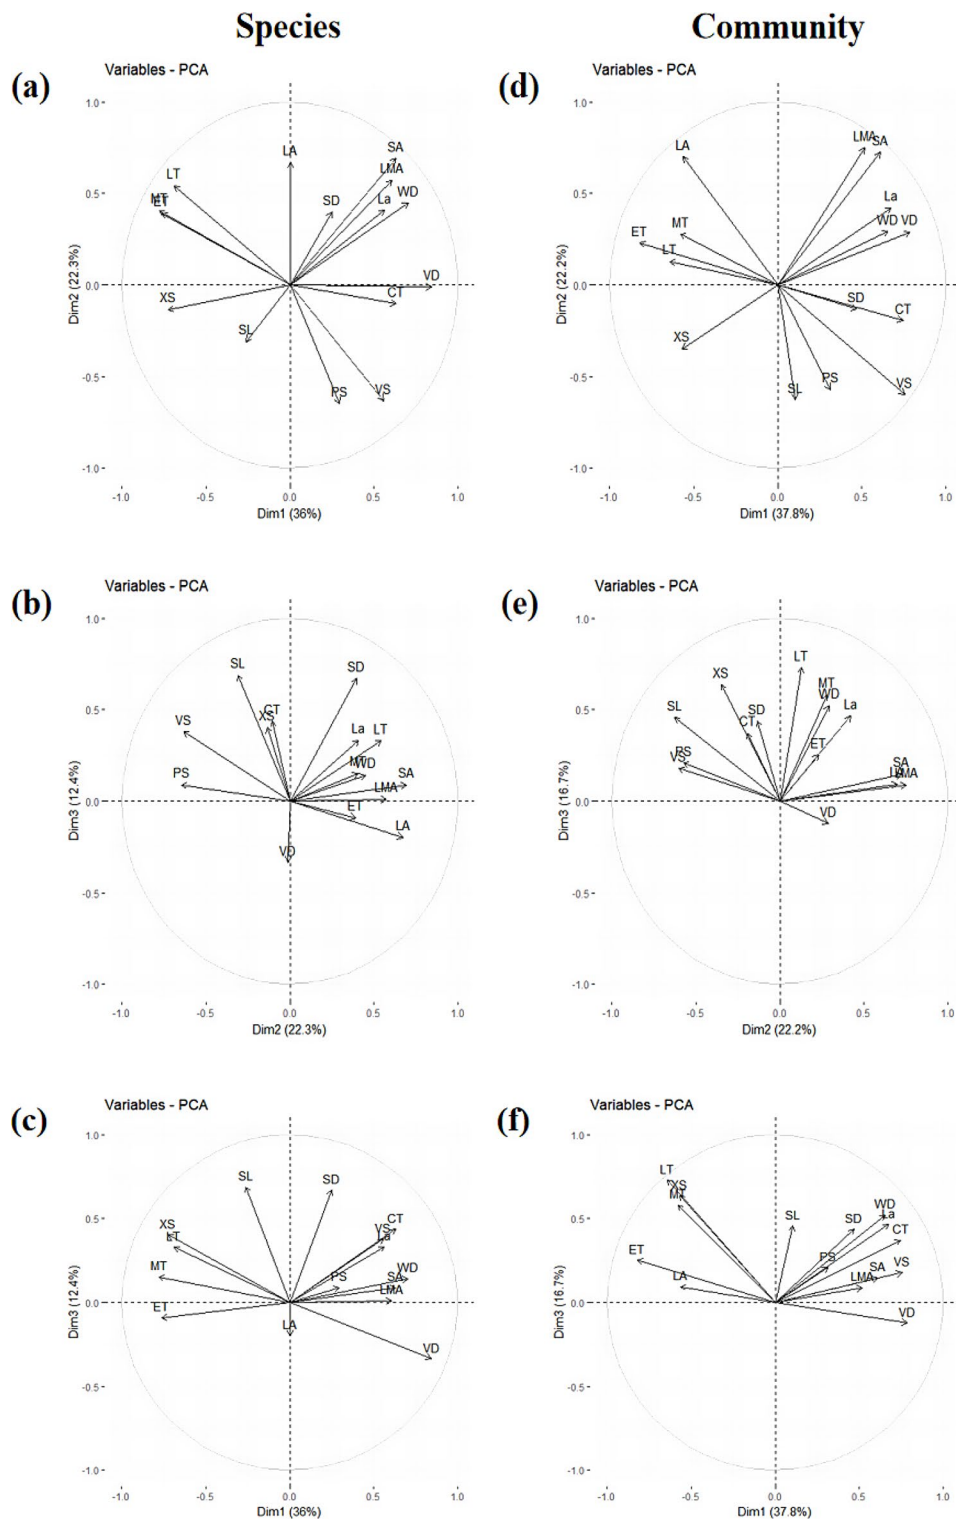 Species
Community
(a)
Variables - PCA
1.0
0.5
0.0
-0.5
-1.0
Dim2 (22.3%)
LA
SA
LMA
WD
La
SD
LT
MT
ET
VD
CT
XS
SL
PS
VS
-1.0
-0.5
0.0
0.5
1.0
Dim1 (36%)
(d)
Variables - PCA
1.0
0.5
0.0
-0.5
-1.0
Dim2 (22.2%)
LMA
SA
LA
La
WD
VD
MT
ET
LT
SD
CT
XS
PS
SL
VS
-1.0
-0.5
0.0
0.5
1.0
Dim1 (37.8%)
(b)
Variables - PCA
1.0
0.5
0.0
-0.5
-1.0
Dim3 (12.4%)
SL
SD
CT
XS
VS
La
LT
MT
WD
PS
SA
LMA
ET
LA
VD
-1.0
-0.5
0.0
0.5
1.0
Dim2 (22.3%)
(e)
Variables - PCA
1.0
0.5
0.0
-0.5
-1.0
Dim3 (16.7%)
LT
XS
MT
WD
SL
SD
La
CT
ET
PS
VS
SA
LA
LMA
VD
-1.0
-0.5
0.0
0.5
1.0
Dim2 (22.2%)
(c)
Variables - PCA
1.0
0.5
0.0
-0.5
-1.0
Dim3 (12.4%)
SL
SD
CT
XS
VS
LT
La
MT
WD
PS
SA
LMA
ET
LA
VD
-1.0
-0.5
0.0
0.5
1.0
Dim1 (36%)
(f)
Variables - PCA
1.0
0.5
0.0
-0.5
-1.0
Dim3 (16.7%)
LT
XS
MT
WD
SL
SD
La
CT
ET
PS
VS
SA
LA
LMA
VD
-1.0
-0.5
0.0
0.5
1.0
Dim1 (37.8%)